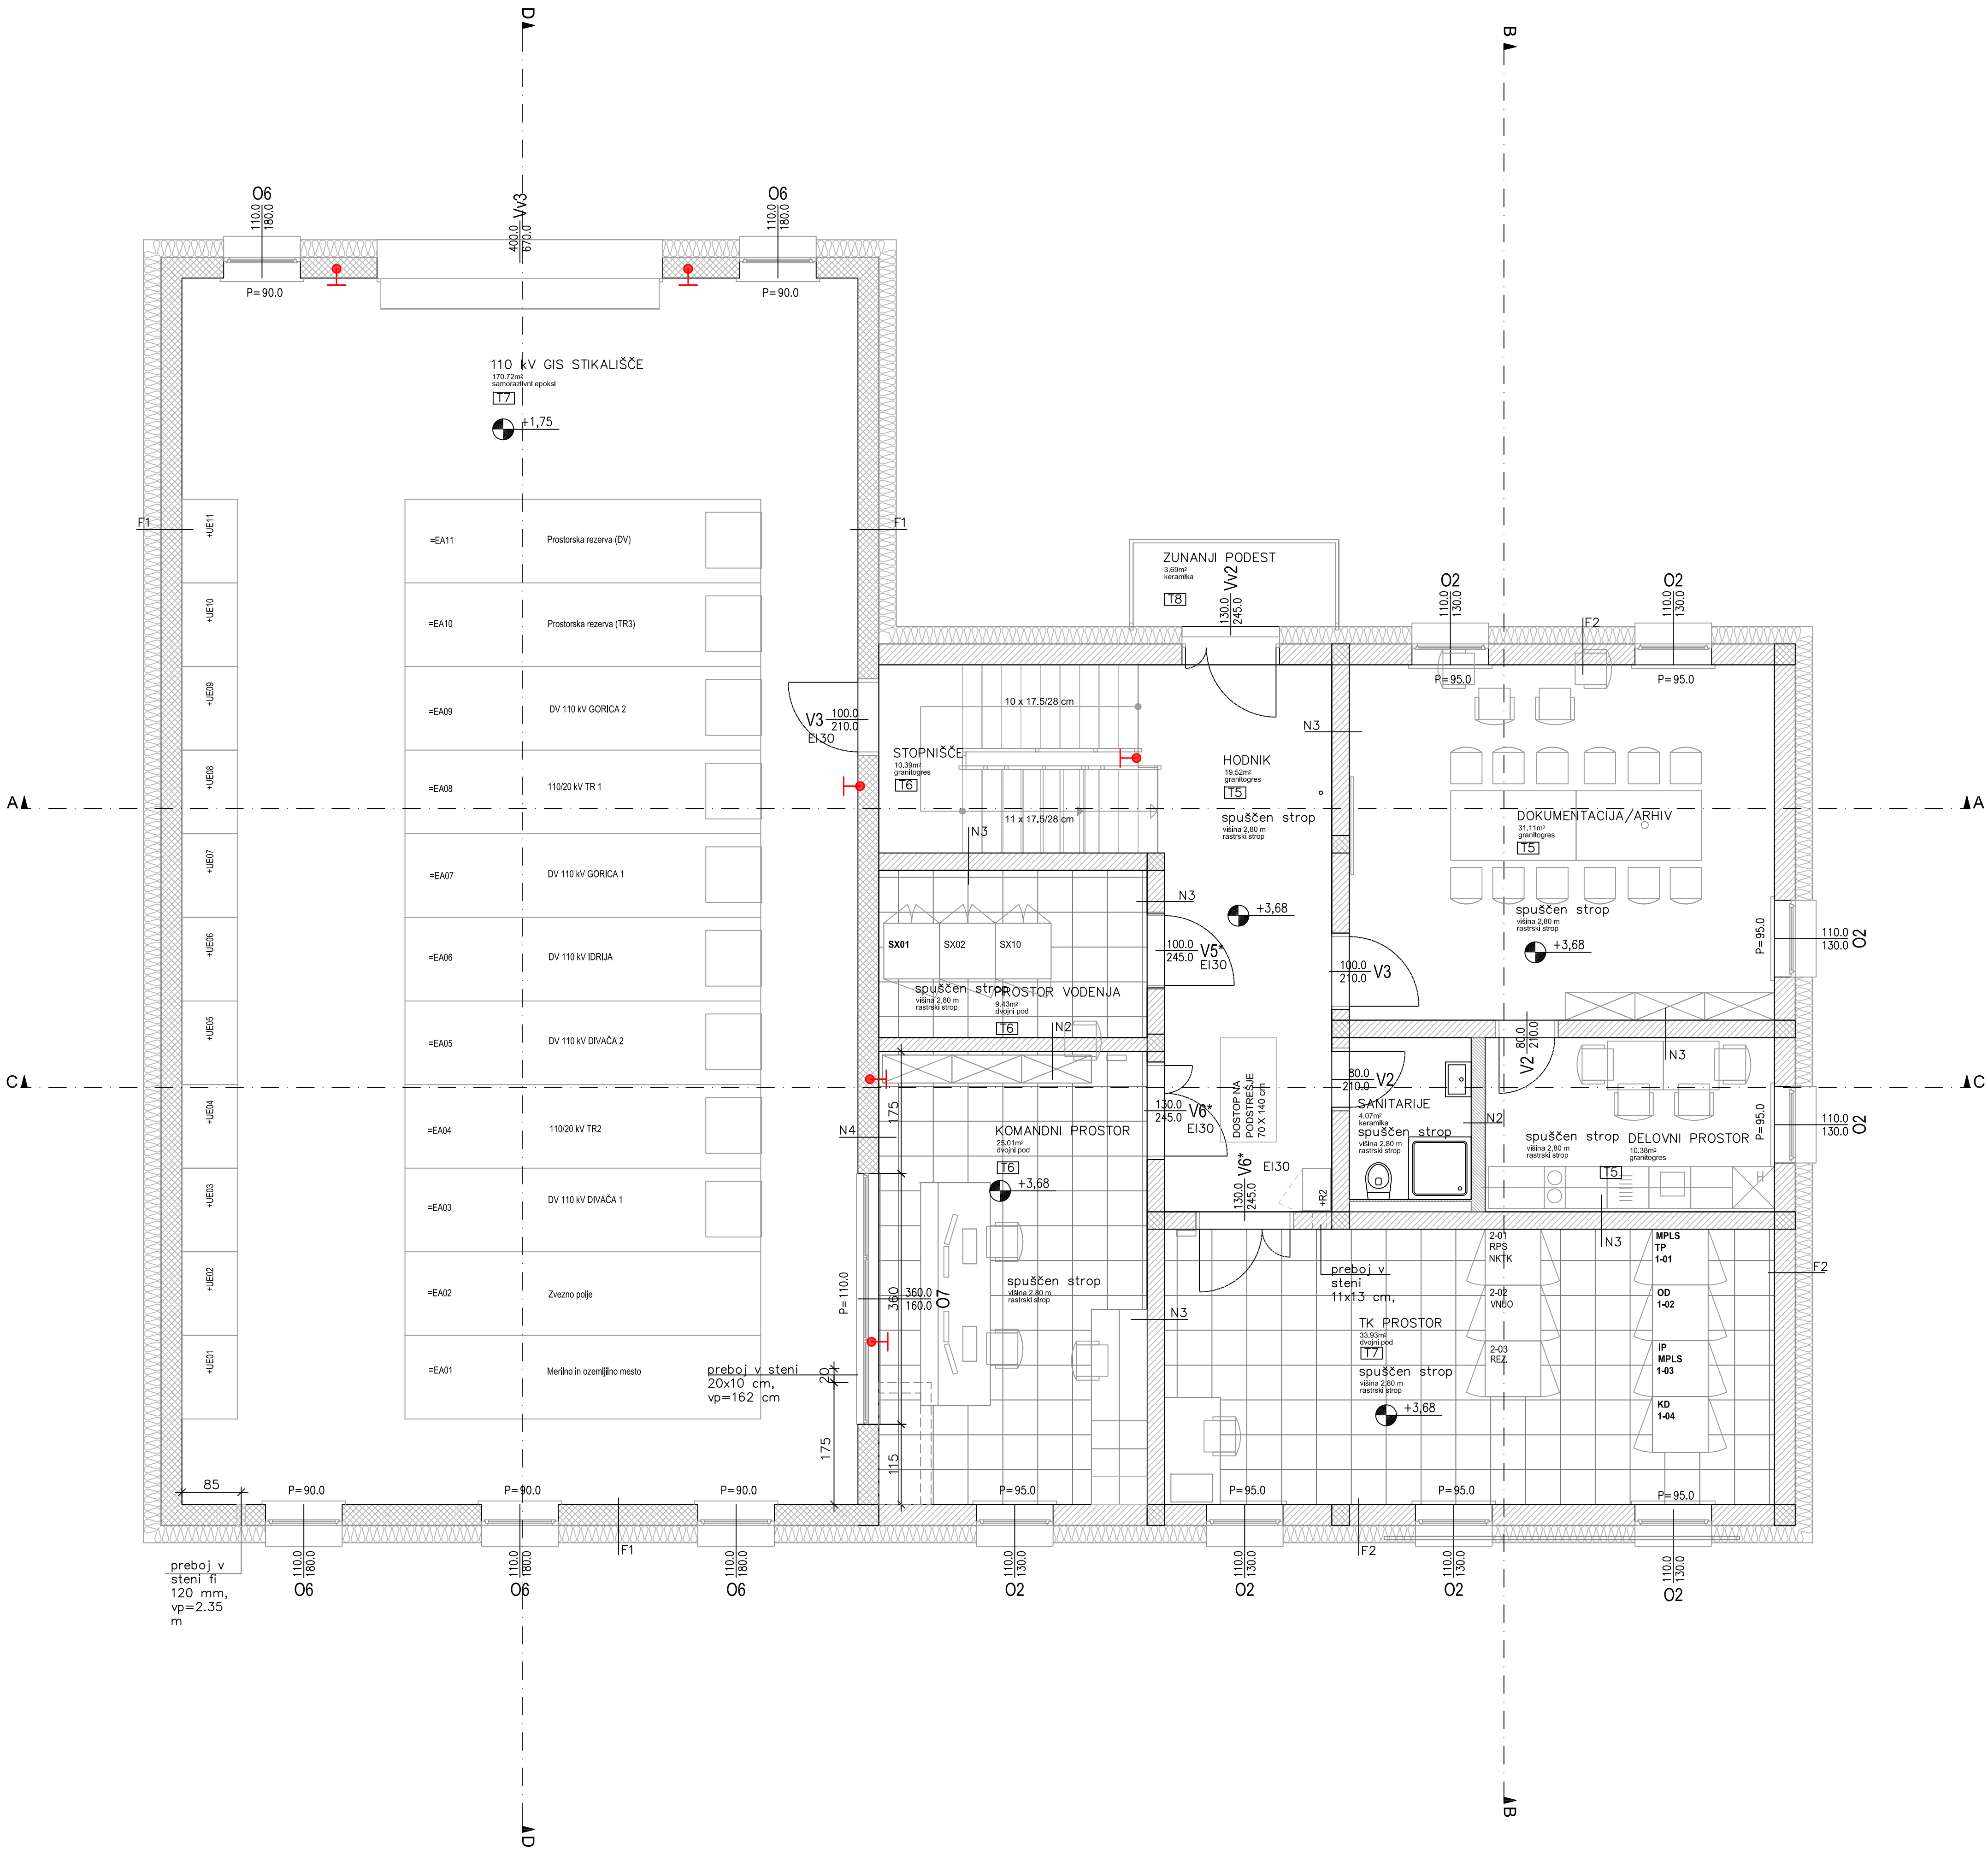 D
B
O6
110.0
180.0
Vv3
400.0
670.0
O6
110.0
180.0
P=90.0
P=90.0
110 kV GIS STIKALIŠČE
170,72m²
samorazlivni epoksi
T7
+1,75
F1
F1
+UE11
=EA11
Prostorska rezerva (DV)
+UE10
=EA10
Prostorska rezerva (TR3)
+UE09
=EA09
DV 110 kV GORICA 2
+UE08
=EA08
110/20 kV TR 1
+UE07
=EA07
DV 110 kV GORICA 1
+UE06
=EA06
DV 110 kV IDRIJA
+UE05
=EA05
DV 110 kV DIVAČA 2
+UE04
=EA04
110/20 kV TR2
+UE03
=EA03
DV 110 kV DIVAČA 1
+UE02
=EA02
Zvezno polje
+UE01
=EA01
Merilno in ozemljilno mesto
ZUNANJI PODEST
3,69m²
keramika
T8
Vv2
130.0
245.0
O2
110.0
130.0
O2
110.0
130.0
F2
P=95.0
P=95.0
V3
100.0
210.0
EI30
10 x 17.5/28 cm
STOPNIŠČE
10,39m²
granitogres
T6
11 x 17.5/28 cm
N3
N3
HODNIK
19.52m²
granitogres
T5
spuščen strop
višina 2,80 m
rastrski strop
A
A
DOKUMENTACIJA/ARHIV
31,11m²
granitogres
T5
spuščen strop
višina 2,80 m
rastrski strop
+3,68
N3
+3,68
P=95.0
110.0
130.0
O2
SX01
SX02
SX10
100.0
245.0
V5*
EI30
100.0
210.0
V3
spuščen strop
višina 2,80 m
rastrski strop
PROSTOR VODENJA
9,43m²
dvojni pod
T6
N2
80.0
210.0
V2
N3
C
C
175
80.0
210.0
V2
DOSTOP NA
PODSTREŠJE
70 X 140 cm
SANITARIJE
4,07m²
keramika
spuščen strop
višina 2,80 m
rastrski strop
N2
spuščen strop
višina 2,80 m
rastrski strop
DELOVNI PROSTOR
10,38m²
granitogres
T5
P=95.0
110.0
130.0
O2
N4
130.0
245.0
V6*
EI30
KOMANDNI PROSTOR
25,01m²
dvojni pod
T6
+3,68
V6*
130.0
245.0
EI30
+R2
P=110.0
360
360.0
160.0
O7
spuščen strop
višina 2,80 m
rastrski strop
N3
preboj v
steni
11x13 cm,
N3
F2
TK PROSTOR
33,93m²
dvojni pod
T7
spuščen strop
višina 2,80 m
rastrski strop
+3,68
2-01
RPS
NKTK
2-02
VNUO
2-03
REZ.
MPLS
TP
1-01
OD
1-02
IP
MPLS
1-03
KD
1-04
preboj v steni
20x10 cm,
vp=162 cm
20
175
115
85
P=90.0
P=90.0
P=90.0
P=95.0
P=95.0
P=95.0
P=95.0
F1
F2
preboj v
steni fi
120 mm,
vp=2.35
m
110.0
180.0
O6
110.0
180.0
O6
110.0
180.0
O6
110.0
130.0
O2
110.0
130.0
O2
110.0
130.0
O2
110.0
130.0
O2
D
B